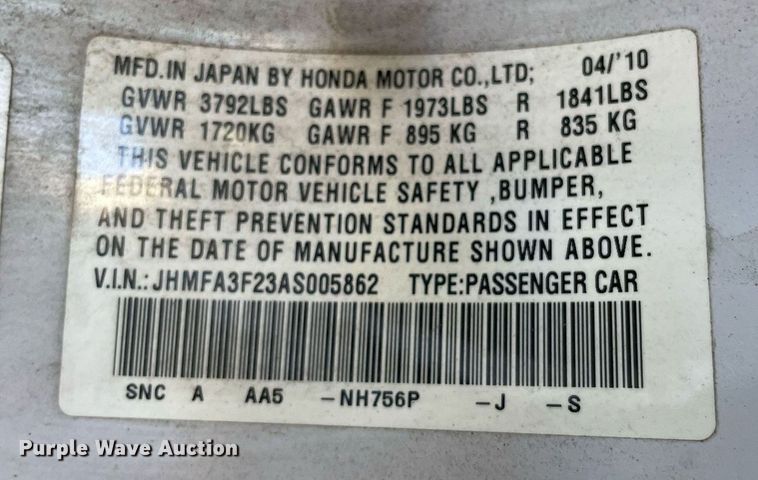 MFD.IN JAPAN BY HONDA MOTOR CO.,LTD; 04/'10
GVWR 3792LBS GAWR F 1973LBS R 1841LBS
GVWR 1720KG GAWR F 895 KG R 835 KG
THIS VEHICLE CONFORMS TO ALL APPLICABLE
FEDERAL MOTOR VEHICLE SAFETY ,BUMPER,
AND THEFT PREVENTION STANDARDS IN EFFECT
ON THE DATE OF MANUFACTURE SHOWN ABOVE.
V.I.N.: JHMFA3F23AS005862 TYPE:PASSENGER CAR
SNC A AA5 -NH756P -J -S
Purple Wave Auction